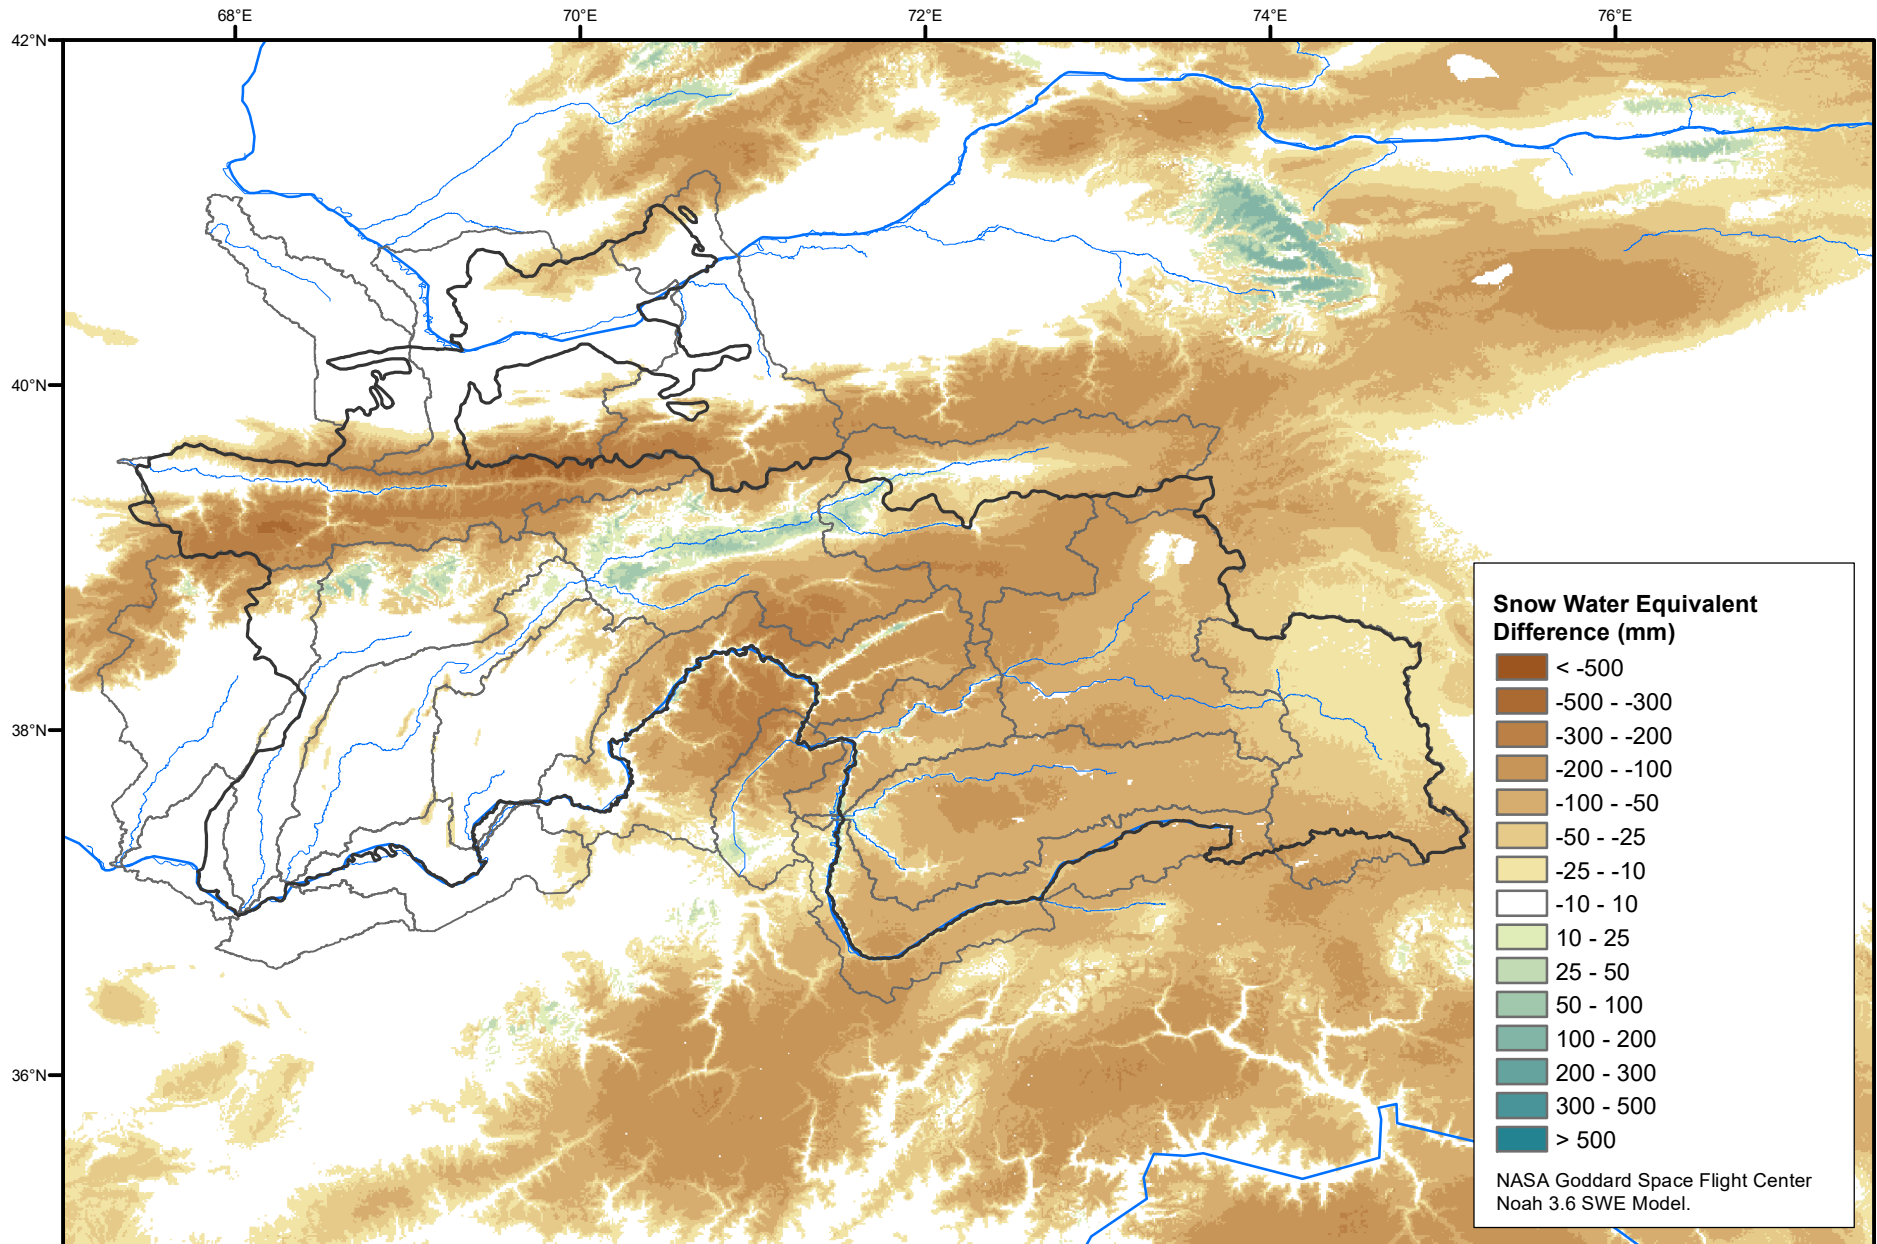 68°E
70°E
72°E
74°E
76°E
42°N
40°N
38°N
36°N
Snow Water Equivalent
Difference (mm)
< -500
-500 - -300
-300 - -200
-200 - -100
-100 - -50
-50 - -25
-25 - -10
-10 - 10
10 - 25
25 - 50
50 - 100
100 - 200
200 - 300
300 - 500
> 500
NASA Goddard Space Flight Center
Noah 3.6 SWE Model.